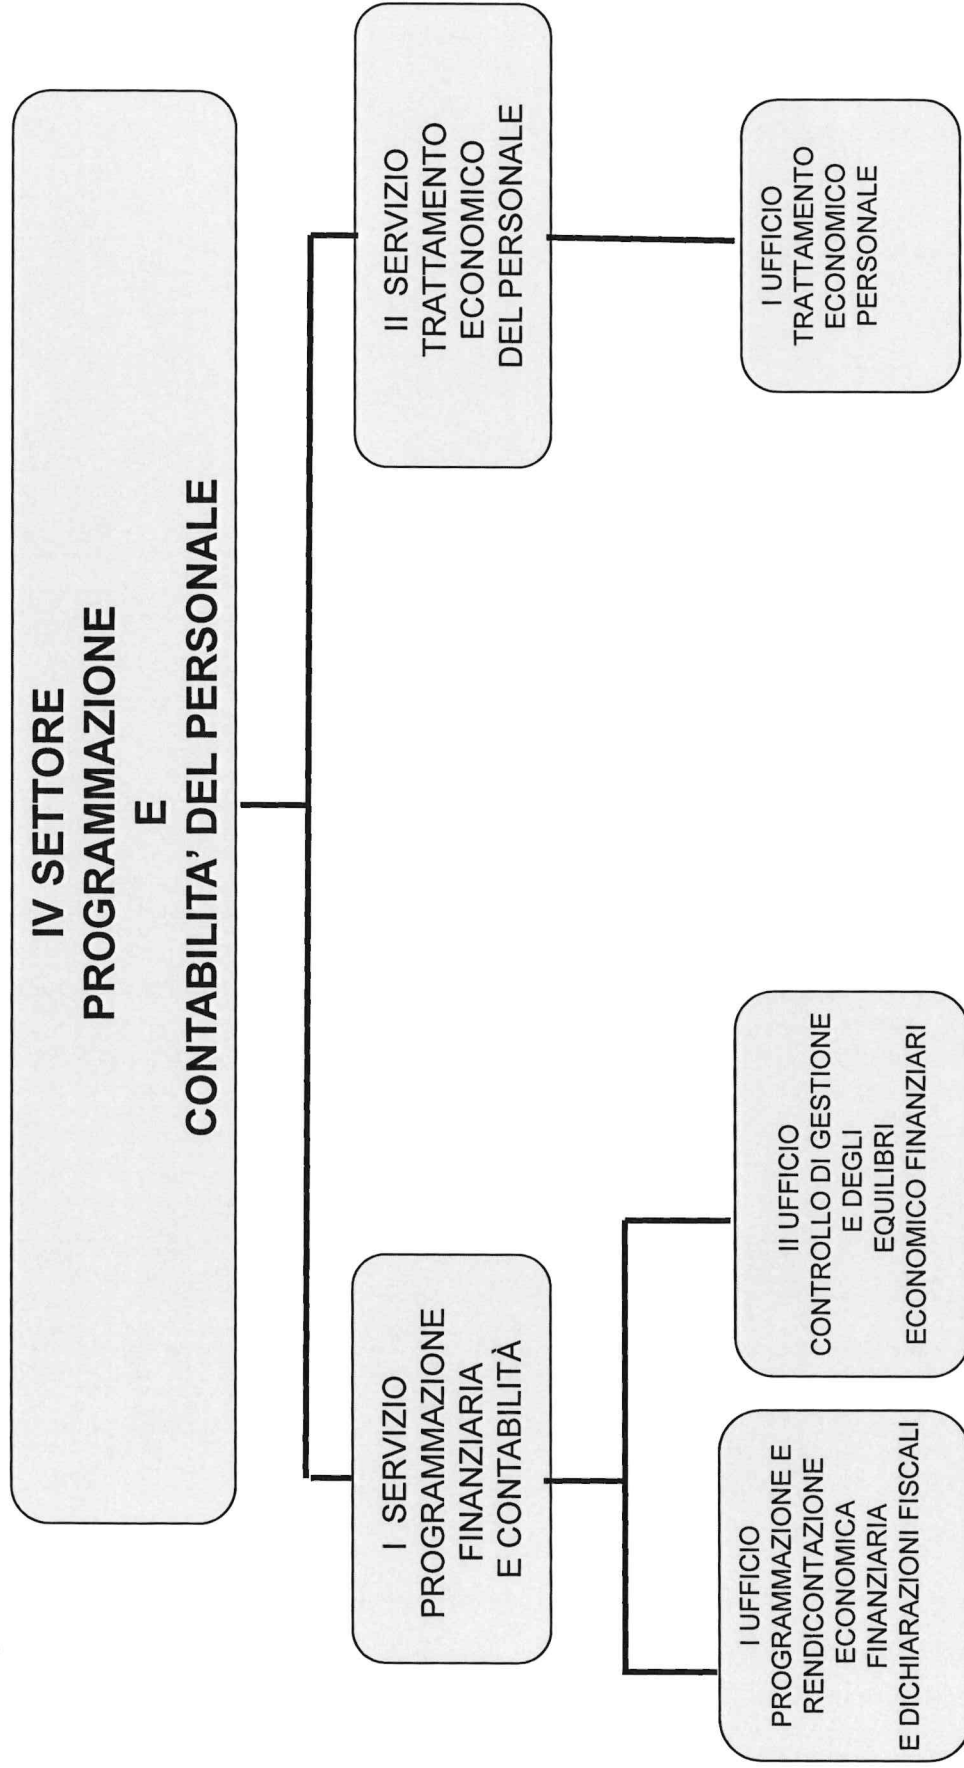 IV SETTORE
PROGRAMMAZIONE
E
CONTABILITA' DEL PERSONALE
I SERVIZIO
PROGRAMMAZIONE
FINANZIARIA
E CONTABILITÀ
II SERVIZIO
TRATTAMENTO
ECONOMICO
DEL PERSONALE
I UFFICIO
PROGRAMMAZIONE E
RENDICONTAZIONE
ECONOMICA
FINANZIARIA
E DICHIARAZIONI FISCALI
II UFFICIO
CONTROLLO DI GESTIONE
E DEGLI
EQUILIBRI
ECONOMICO FINANZIARI
I UFFICIO
TRATTAMENTO
ECONOMICO
PERSONALE